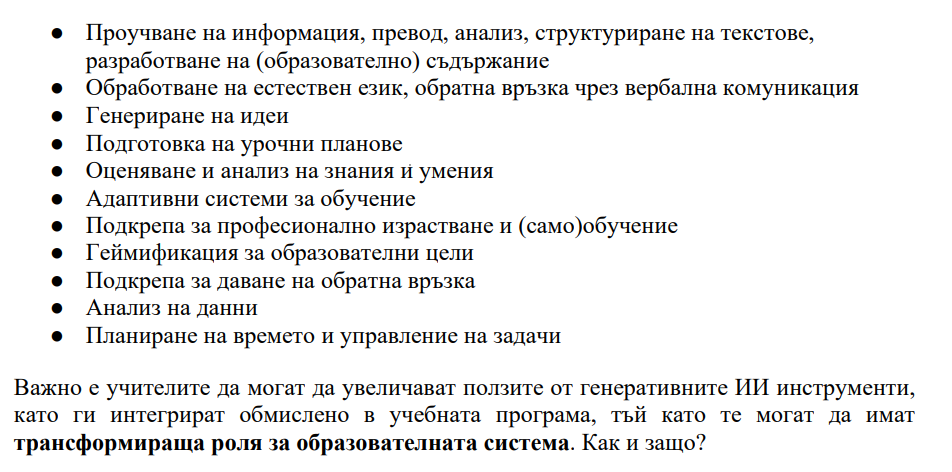 ● Проучване на информация, превод, анализ, структуриране на текстове,
разработване на (образователно) съдържание
● Обработване на естествен език, обратна връзка чрез вербална комуникация
● Генериране на идеи
● Подготовка на урочни планове
● Оценяване и анализ на знания и умения
● Адаптивни системи за обучение
● Подкрепа за професионално израстване и (само)обучение
● Геймификация за образователни цели
● Подкрепа за даване на обратна връзка
● Анализ на данни
● Планиране на времето и управление на задачи
Важно е учителите да могат да увеличават ползите от генеративните ИИ инструменти,
като ги интегрират обмислено в учебната програма, тъй като те могат да имат
трансформираща роля за образователната система. Как и защо?